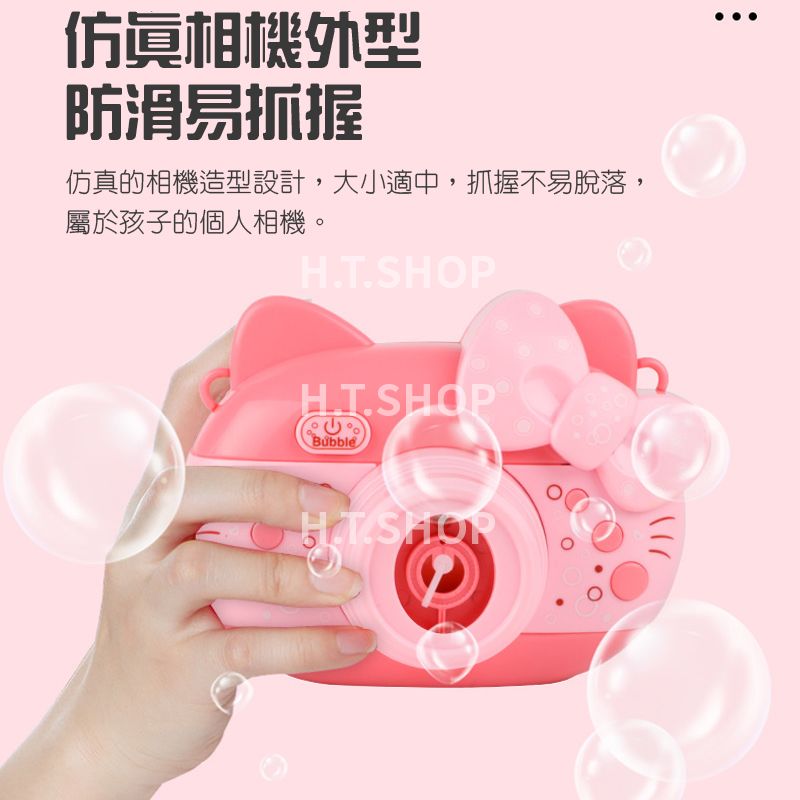 仿眞相機外型
防滑易抓握
仿真的相機造型設計，大小適中，抓握不易脫落，
屬於孩子的個人相機。
H.T.SHOP
H.T.SHOP
Bubble
H.T.SHOP